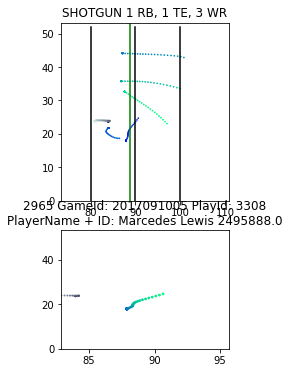 SHOTGUN 1 RB, 1 TE, 3 WR
50
40
30
20
10
0
80 90 100 110
2965 GameId: 2017091005 PlayId: 3308
PlayerName + ID: Marcedes Lewis 2495888.0
40
20
0
85 90 95